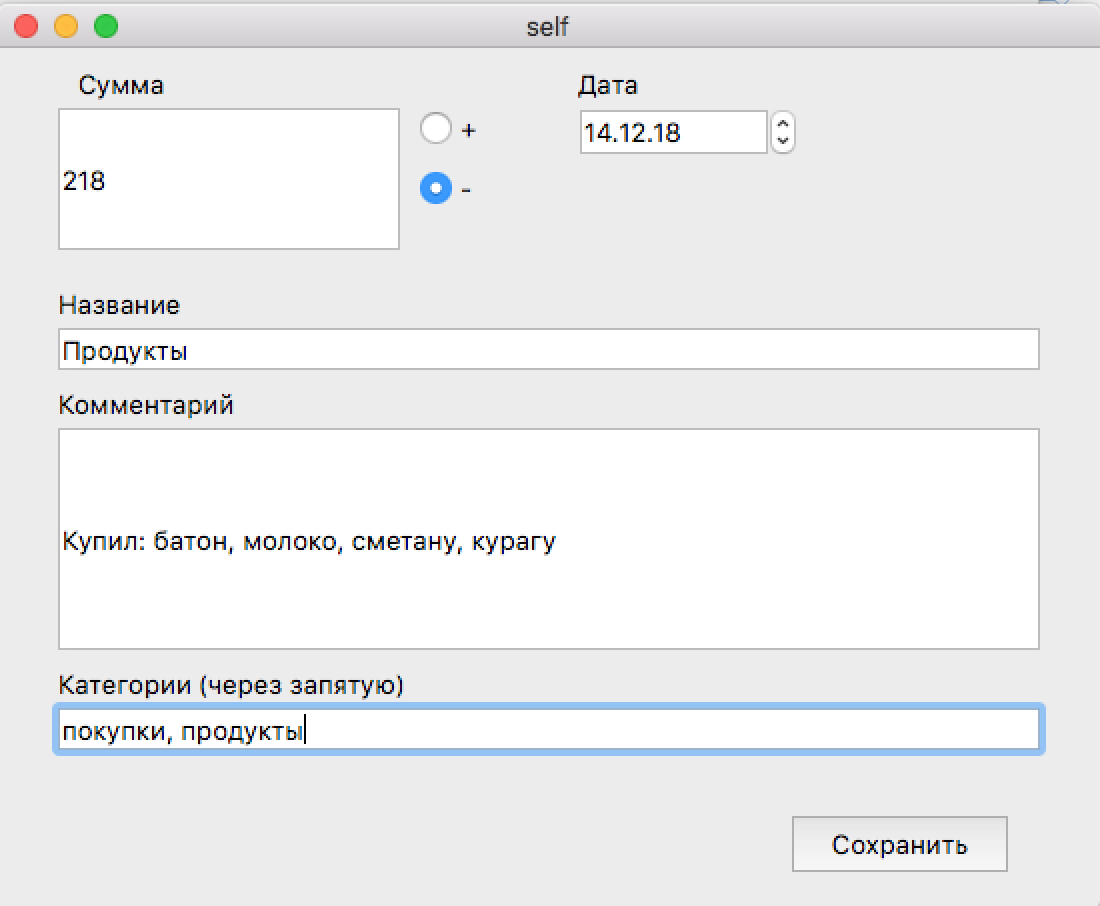 self
Сумма
Дата
218
+
-
14.12.18
Название
Продукты
Комментарий
Купил: батон, молоко, сметану, курагу
Категории (через запятую)
покупки, продукты
Сохранить